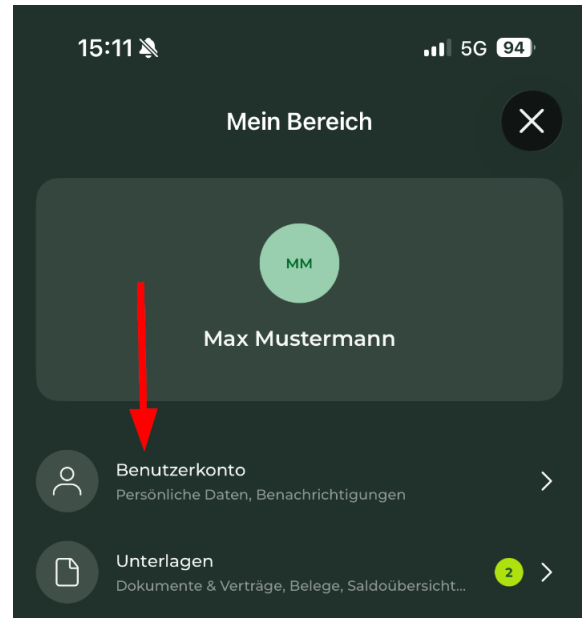 15:11 5G 94
Mein Bereich
MM
Max Mustermann
Benutzerkonto
Persönliche Daten, Benachrichtigungen
Unterlagen
Dokumente & Verträge, Belege, Saldoübersicht...
2